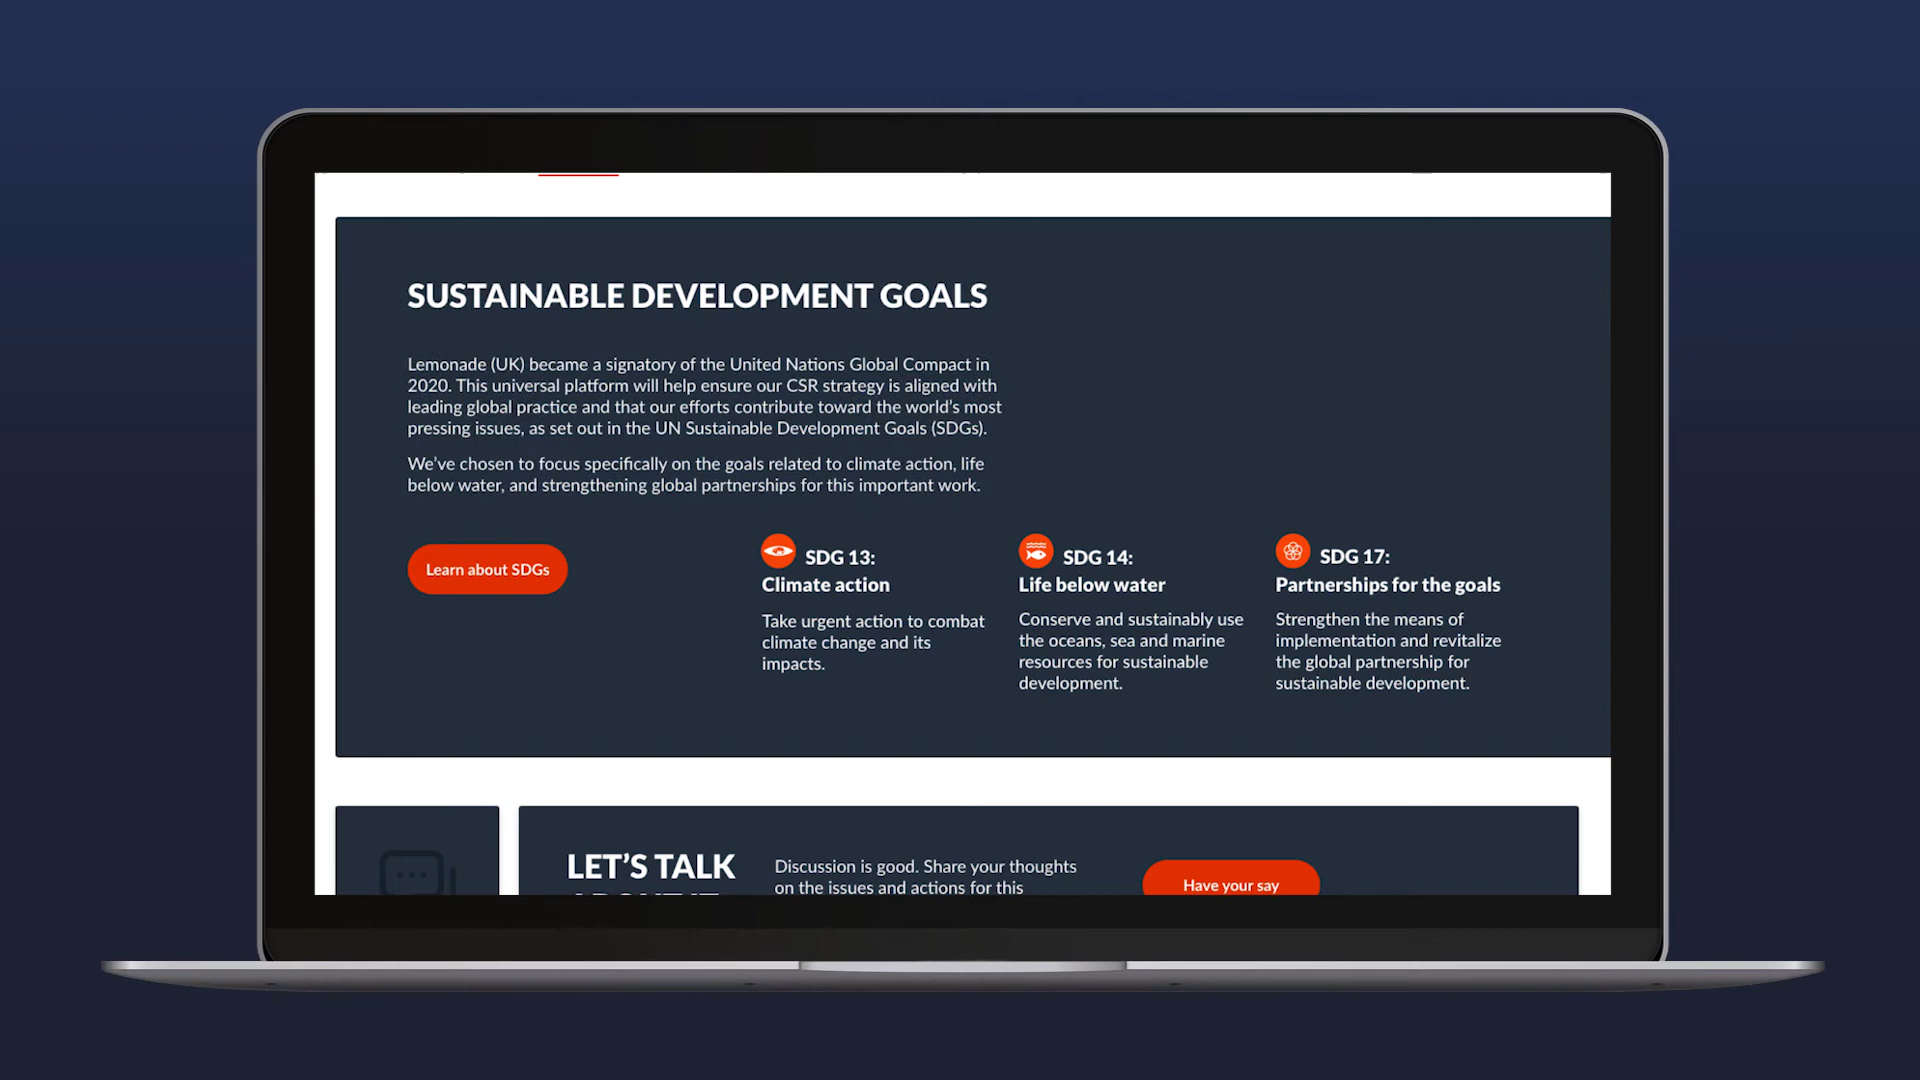 SUSTAINABLE DEVELOPMENT GOALS
Lemonade (UK) became a signatory of the United Nations Global Compact in
2020. This universal platform will help ensure our CSR strategy is aligned with
leading global practice and that our efforts contribute toward the world’s most
pressing issues, as set out in the UN Sustainable Development Goals (SDGs).
We’ve chosen to focus specifically on the goals related to climate action, life
below water, and strengthening global partnerships for this important work.
Learn about SDGs
SDG 13:
Climate action
Take urgent action to combat
climate change and its
impacts.
SDG 14:
Life below water
Conserve and sustainably use
the oceans, sea and marine
resources for sustainable
development.
SDG 17:
Partnerships for the goals
Strengthen the means of
implementation and revitalize
the global partnership for
sustainable development.
LET’S TALK
ABOUT IT
Discussion is good. Share your thoughts
on the issues and actions for this
Have your say